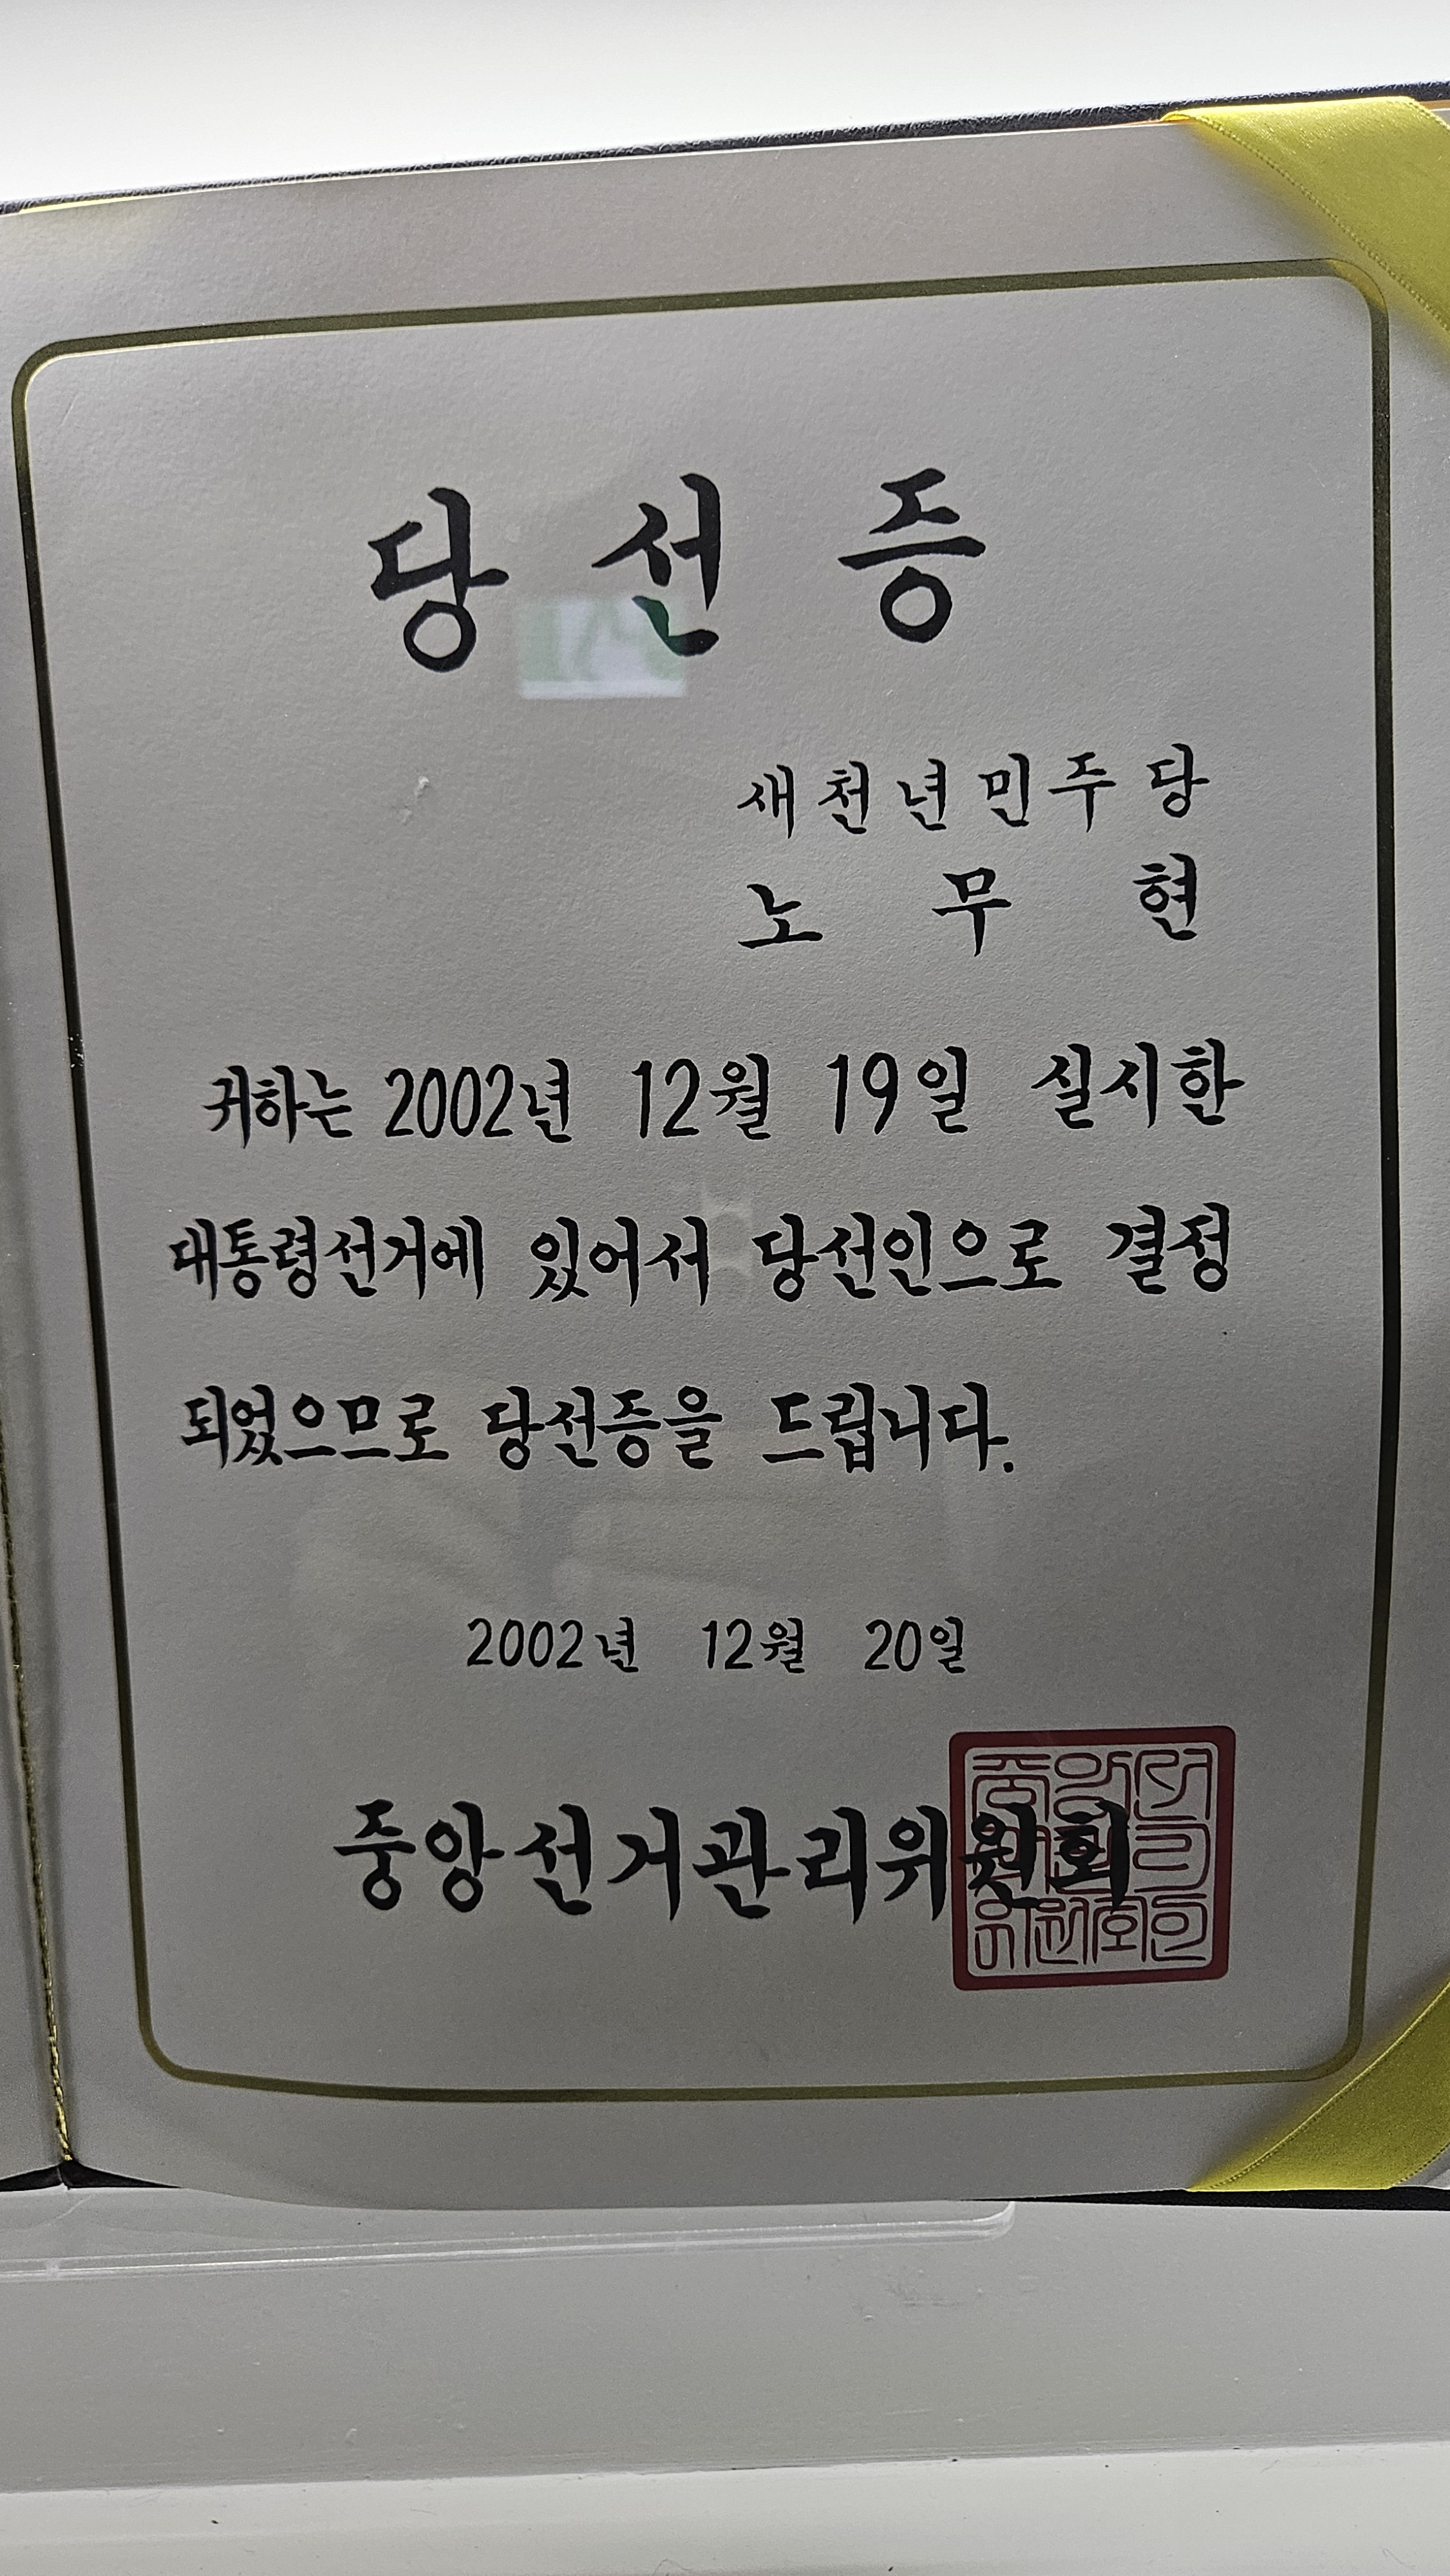 당 선 증
새천년민주당
노 무 현
귀하는 2002년 12월 19일 실시한
대통령선거에 있어서 당선인으로 결정
되었으므로 당선증을 드립니다.
2002년 12월 20일
중앙선거관리위원회